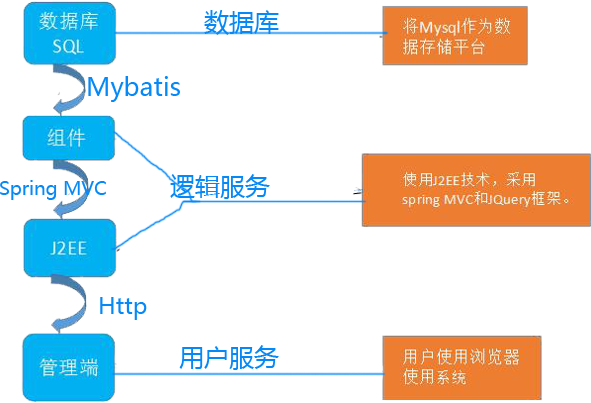 数据库
SQL
数据库
将Mysql作为数
据存储平台
Mybatis
组件
Spring MVC
逻辑服务
使用J2EE技术，采用
spring MVC和JQuery框架。
J2EE
Http
管理端
用户服务
用户使用浏览器
使用系统